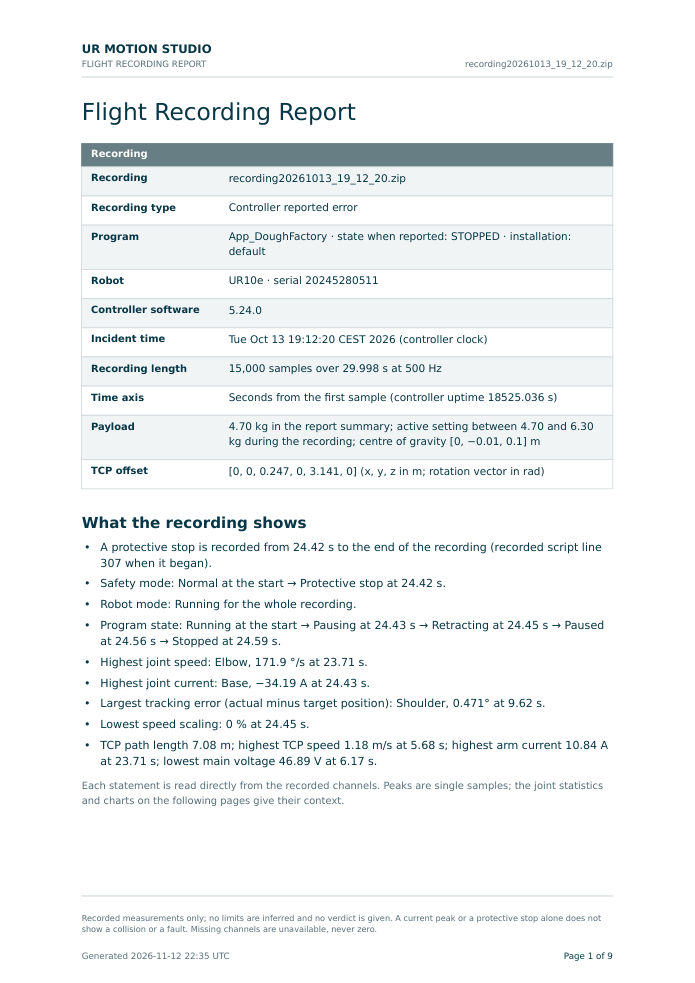 UR MOTION STUDIO
FLIGHT RECORDING REPORT
recording20261013_19_12_20.zip
Flight Recording Report
Recording
Recording recording20261013_19_12_20.zip
Recording type Controller reported error
Program App_DoughFactory · state when reported: STOPPED · installation:
default
Robot UR10e · serial 20245280511
Controller software 5.24.0
Incident time Tue Oct 13 19:12:20 CEST 2026 (controller clock)
Recording length 15,000 samples over 29.998 s at 500 Hz
Time axis Seconds from the first sample (controller uptime 18525.036 s)
Payload 4.70 kg in the report summary; active setting between 4.70 and 6.30
kg during the recording; centre of gravity [0, −0.01, 0.1] m
TCP offset [0, 0, 0.247, 0, 3.141, 0] (x, y, z in m; rotation vector in rad)
What the recording shows
• A protective stop is recorded from 24.42 s to the end of the recording (recorded script line
307 when it began).
• Safety mode: Normal at the start → Protective stop at 24.42 s.
• Robot mode: Running for the whole recording.
• Program state: Running at the start → Pausing at 24.43 s → Retracting at 24.45 s → Paused
at 24.56 s → Stopped at 24.59 s.
• Highest joint speed: Elbow, 171.9 °/s at 23.71 s.
• Highest joint current: Base, −34.19 A at 24.43 s.
• Largest tracking error (actual minus target position): Shoulder, 0.471° at 9.62 s.
• Lowest speed scaling: 0 % at 24.45 s.
• TCP path length 7.08 m; highest TCP speed 1.18 m/s at 5.68 s; highest arm current 10.84 A
at 23.71 s; lowest main voltage 46.89 V at 6.17 s.
Each statement is read directly from the recorded channels. Peaks are single samples; the joint statistics
and charts on the following pages give their context.
Recorded measurements only; no limits are inferred and no verdict is given. A current peak or a protective stop alone does not
show a collision or a fault. Missing channels are unavailable, never zero.
Generated 2026-11-12 22:35 UTC
Page 1 of 9